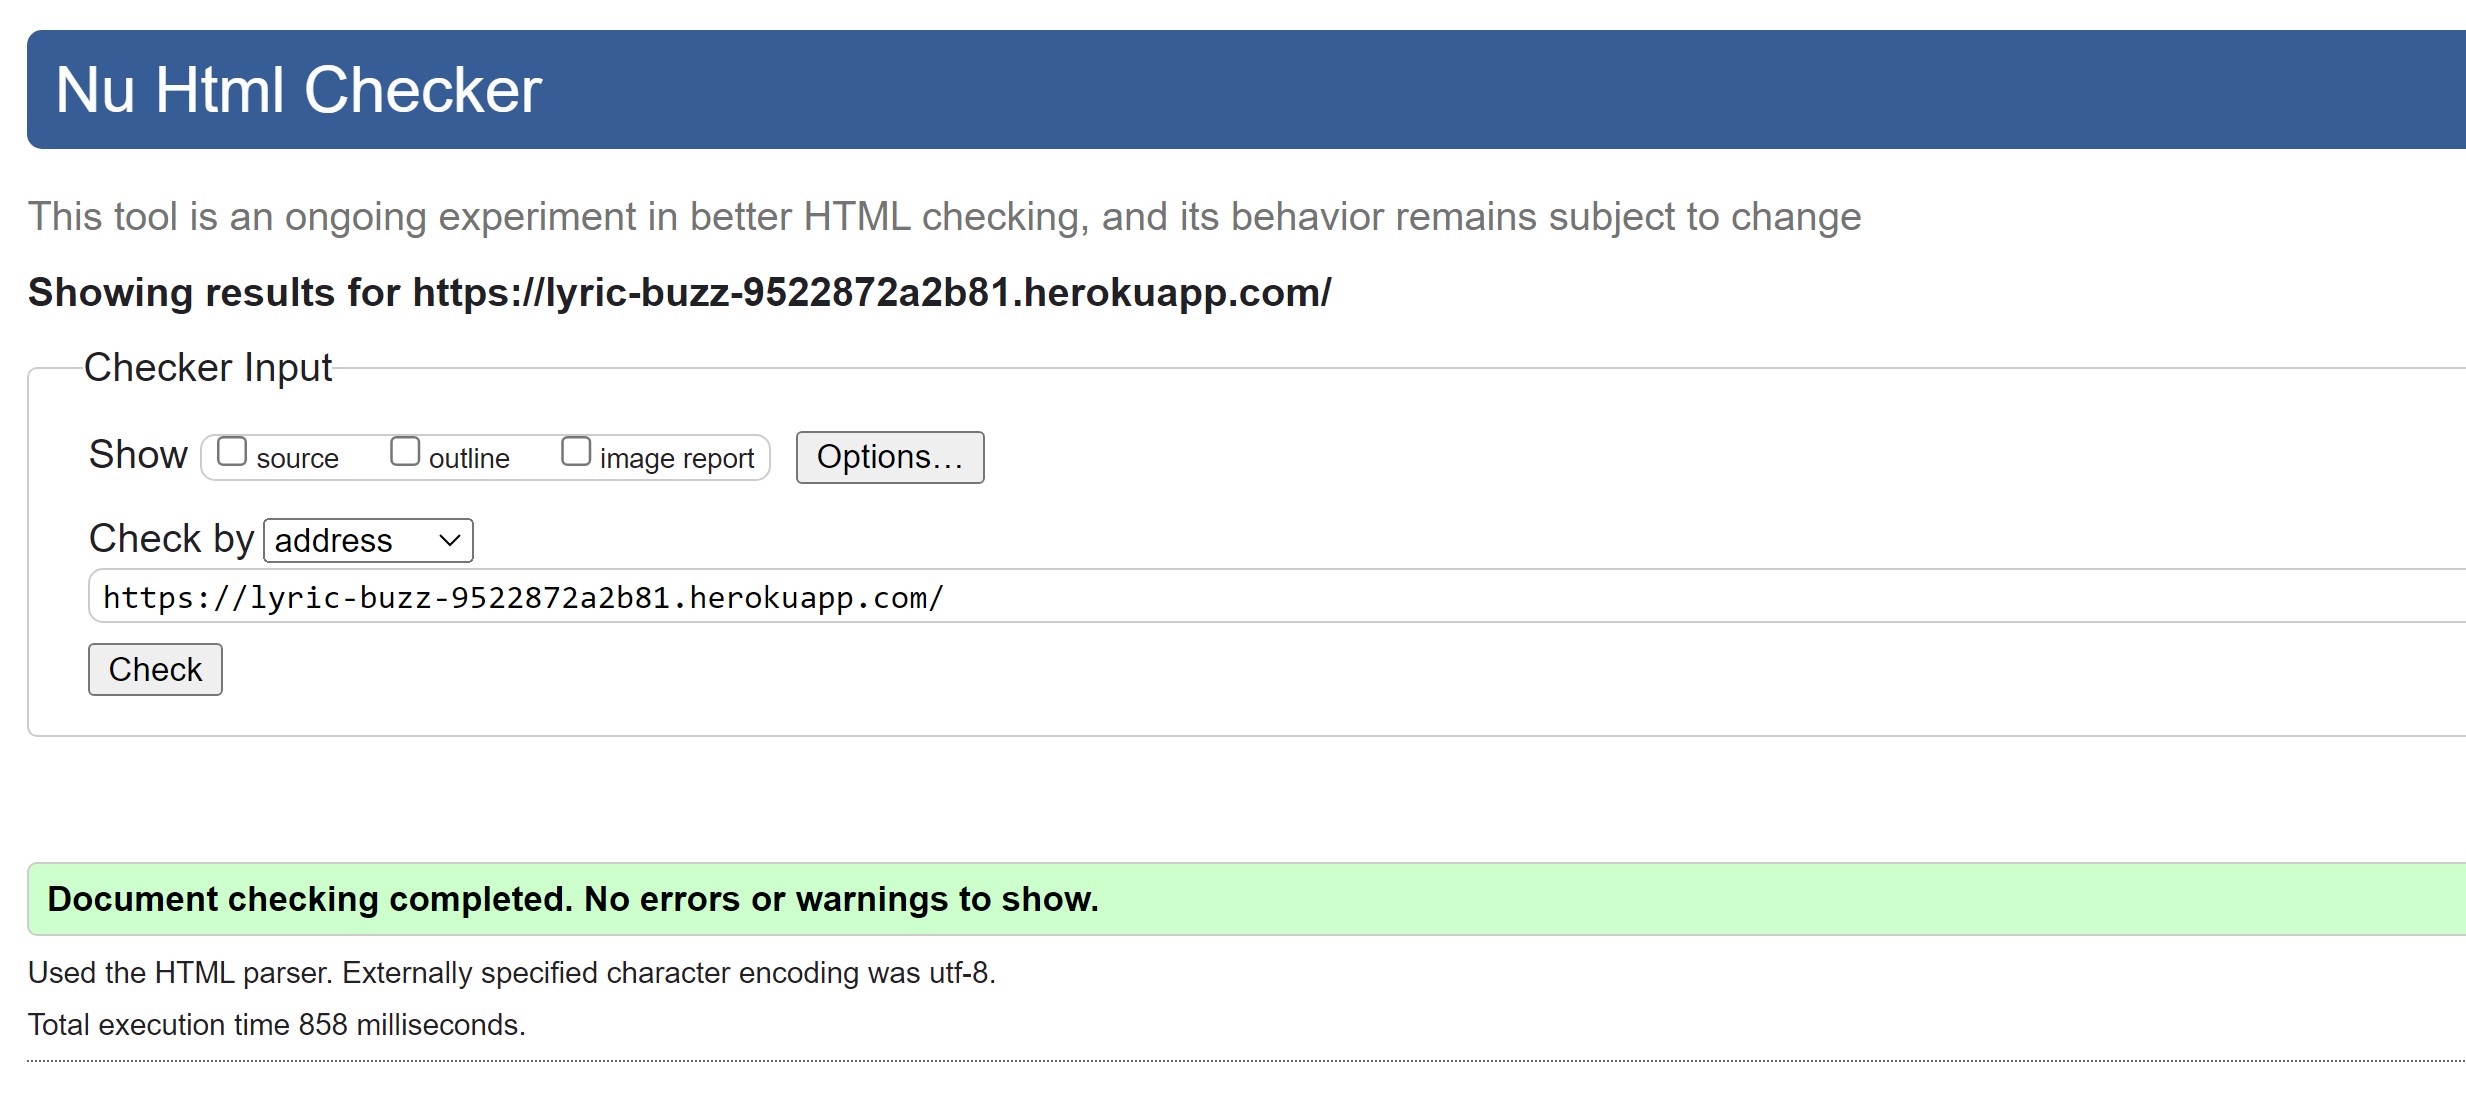 Nu Html Checker
This tool is an ongoing experiment in better HTML checking, and its behavior remains subject to change
Showing results for https://lyric-buzz-9522872a2b81.herokuapp.com/
Checker Input
Show source outline image report Options…
Check by address
https://lyric-buzz-9522872a2b81.herokuapp.com/
Check
Document checking completed. No errors or warnings to show.
Used the HTML parser. Externally specified character encoding was utf-8.
Total execution time 858 milliseconds.